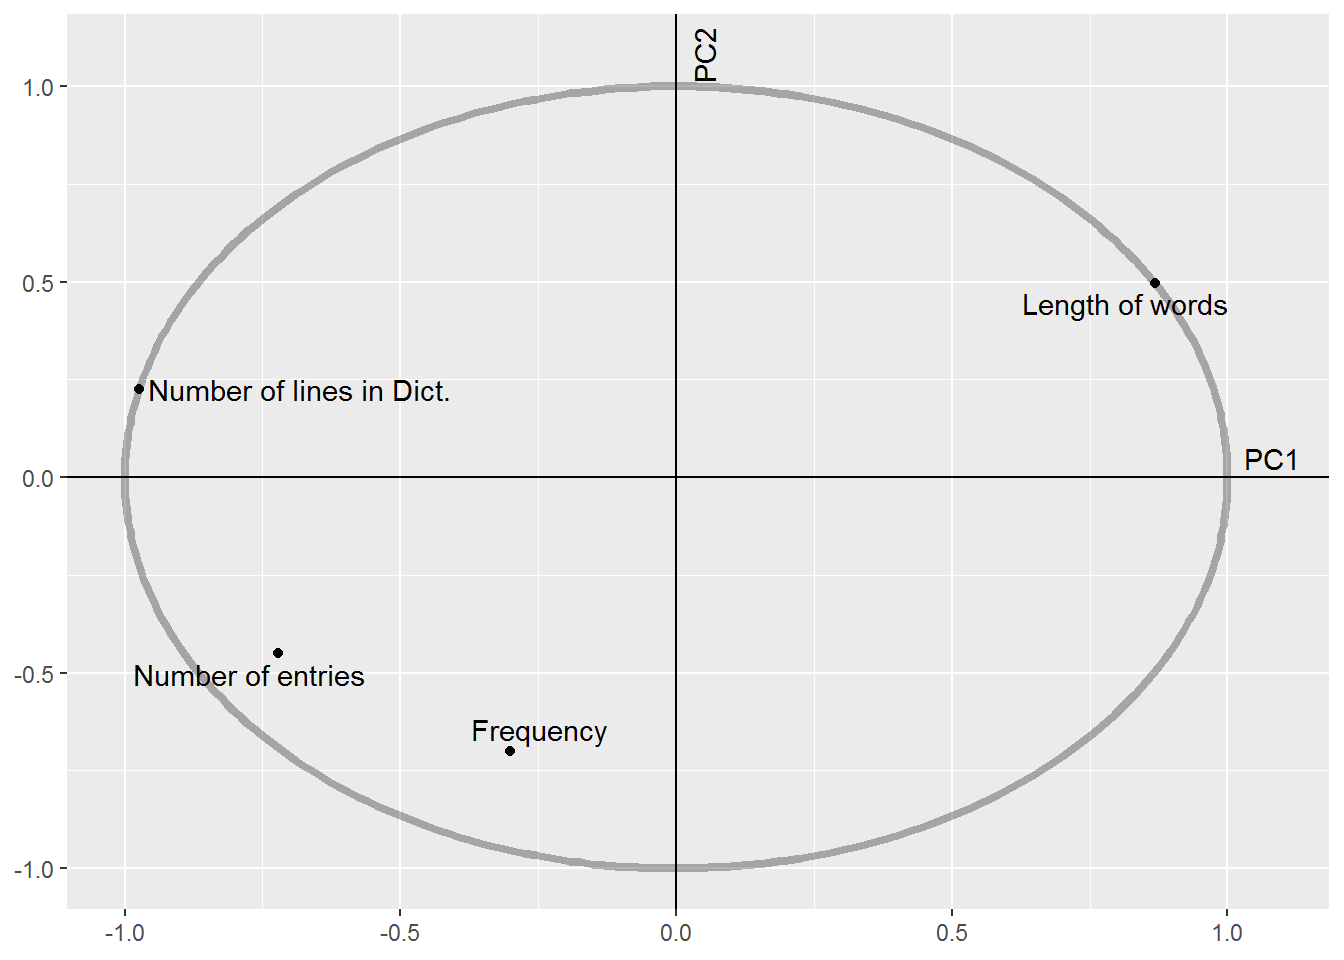 PC2
1.0
0.5
Length of words
Number of lines in Dict.
PC1
0.0
Number of entries
-0.5
Frequency
-1.0
-1.0 -0.5 0.0 0.5 1.0